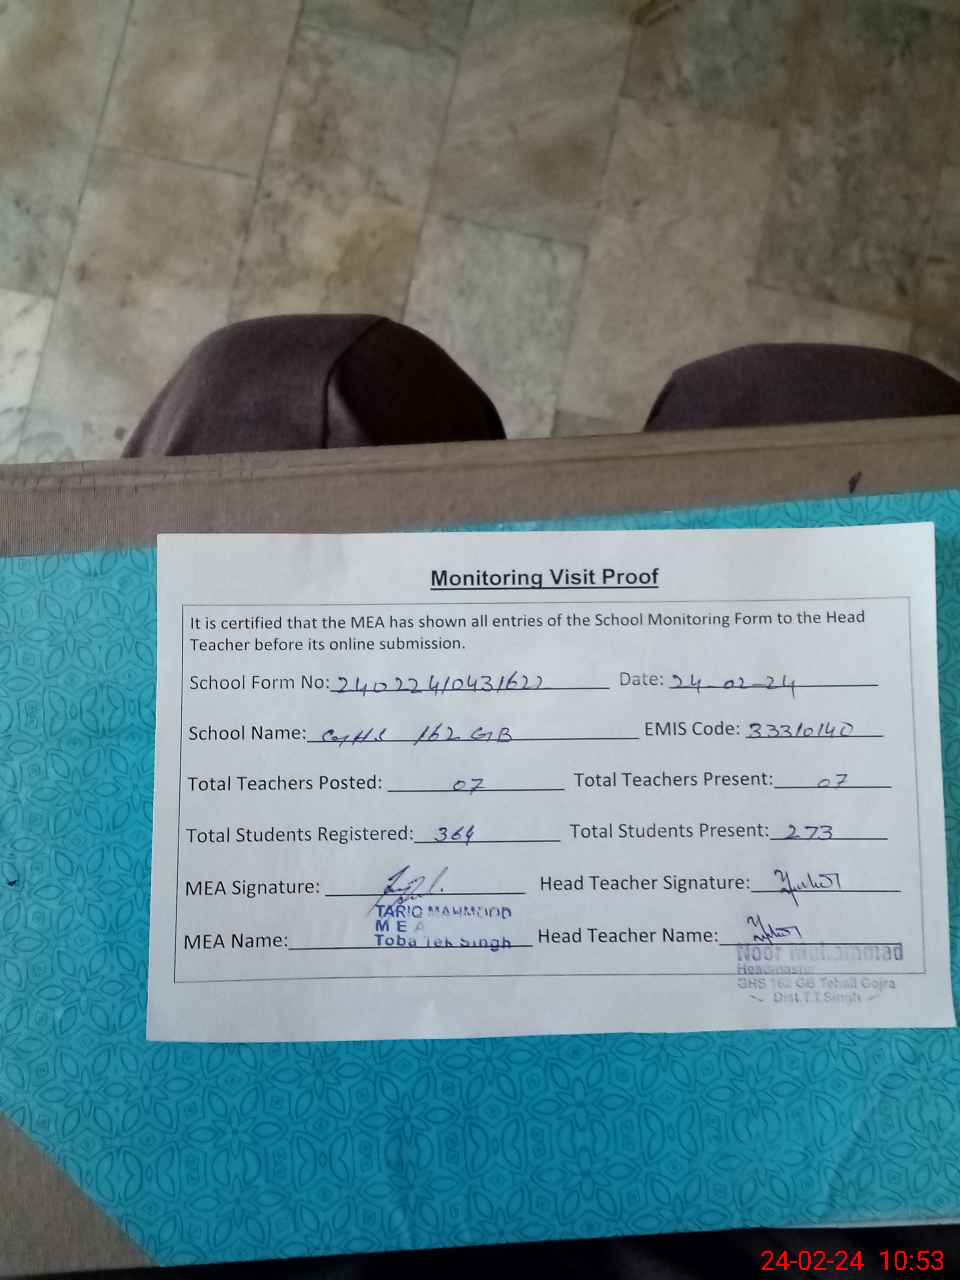 Monitoring Visit Proof
It is certified that the MEA has shown all entries of the School Monitoring Form to the Head
Teacher before its online submission.
School Form No: 24022410431622 Date: 24-02-24
School Name: GHS 162 GB EMIS Code: 33310140
Total Teachers Posted: 07 Total Teachers Present: 07
Total Students Registered: 364 Total Students Present: 273
MEA Signature: Head Teacher Signature:
TARIQ MAHMOOD
MEA
MEA Name: Toba Tek Singh Head Teacher Name:
Noor Muhammad
Headmaster
GHS 162 GB Tehsil Gojra
Dist.T.T.Singh
24-02-24 10:53